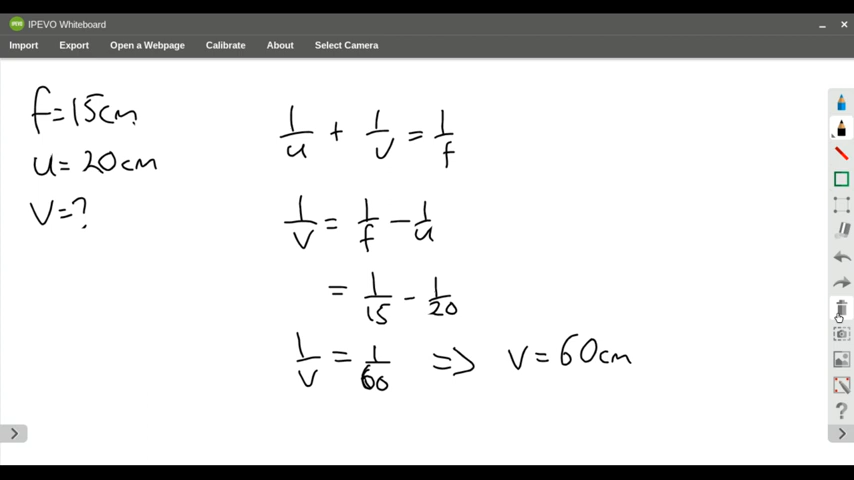 IPEVO Whiteboard
Import Export Open a Webpage Calibrate About Select Camera
f=15cm
u=20cm
V=?
1/u + 1/v = 1/f
1/v = 1/f - 1/u
= 1/15 - 1/20
1/v = 1/60 => v=60cm